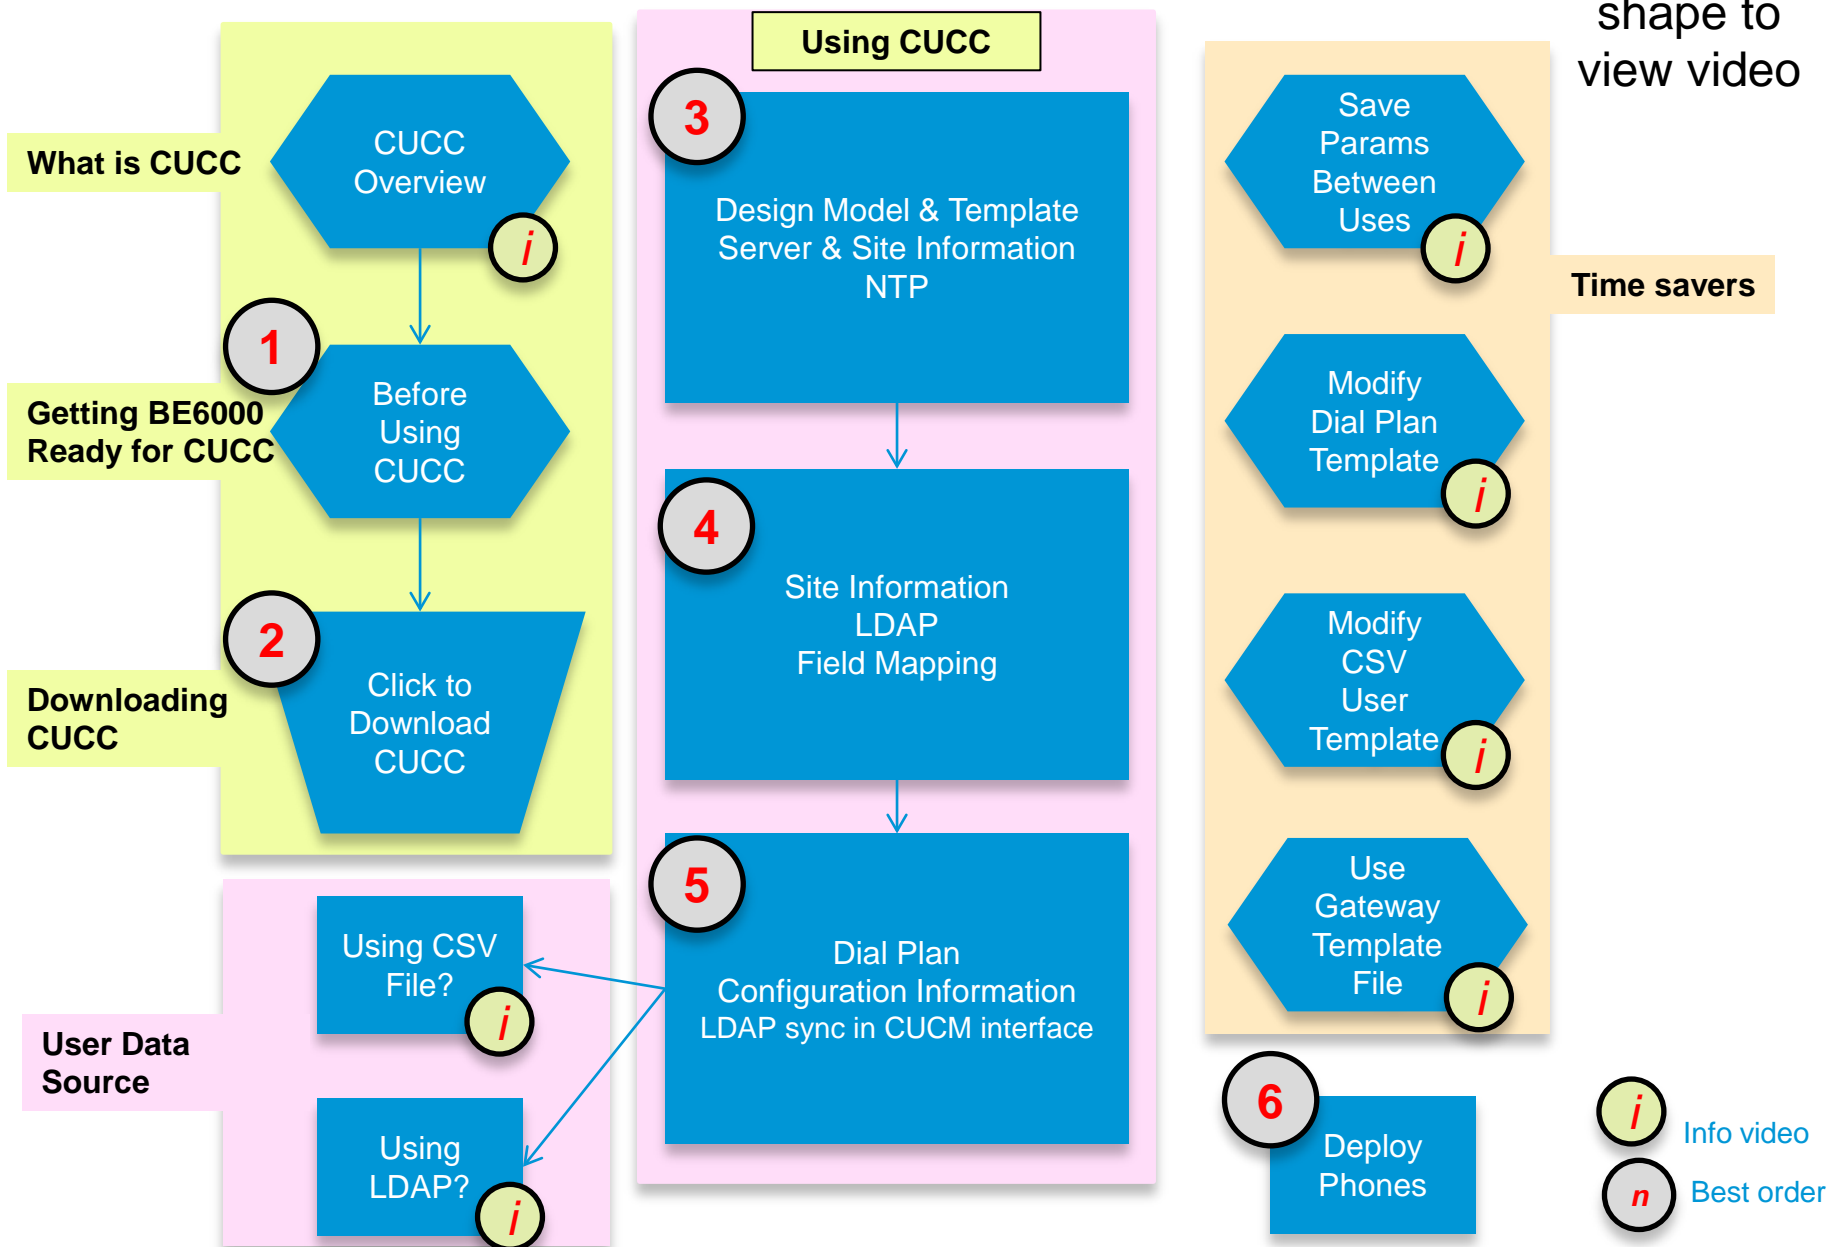 shape to
view video
What is CUCC
CUCC
Overview
i
1
Getting BE6000
Ready for CUCC
Before
Using
CUCC
2
Downloading
CUCC
Click to
Download
CUCC
User Data
Source
Using CSV
File?
i
Using
LDAP?
i
Using CUCC
3
Design Model & Template
Server & Site Information
NTP
4
Site Information
LDAP
Field Mapping
5
Dial Plan
Configuration Information
LDAP sync in CUCM interface
Save
Params
Between
Uses
i
Time savers
Modify
Dial Plan
Template
i
Modify
CSV
User
Template
i
Use
Gateway
Template
File
i
6
Deploy
Phones
i
Info video
n
Best order